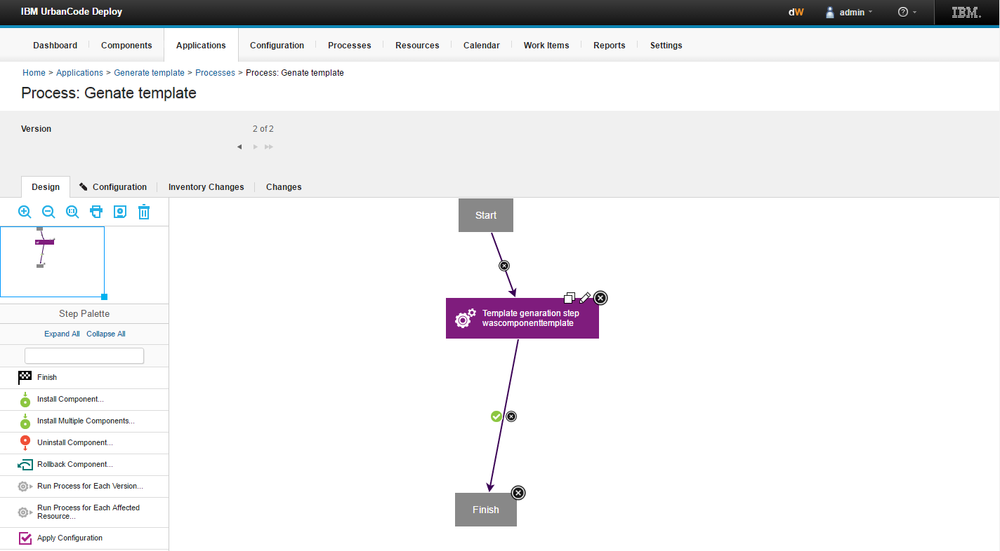 IBM UrbanCode Deploy
dW
admin
?
IBM.
Dashboard
Components
Applications
Configuration
Processes
Resources
Calendar
Work Items
Reports
Settings
Home > Applications > Generate template > Processes > Process: Genate template
Process: Genate template
Version
2 of 2
Design
Configuration
Inventory Changes
Changes
1:1
Step Palette
Expand All Collapse All
Finish
Install Component...
Install Multiple Components...
Uninstall Component...
Rollback Component...
Run Process for Each Version...
Run Process for Each Affected
Resource...
Apply Configuration
Start
Template genaration step
wascomponenttemplate
Finish